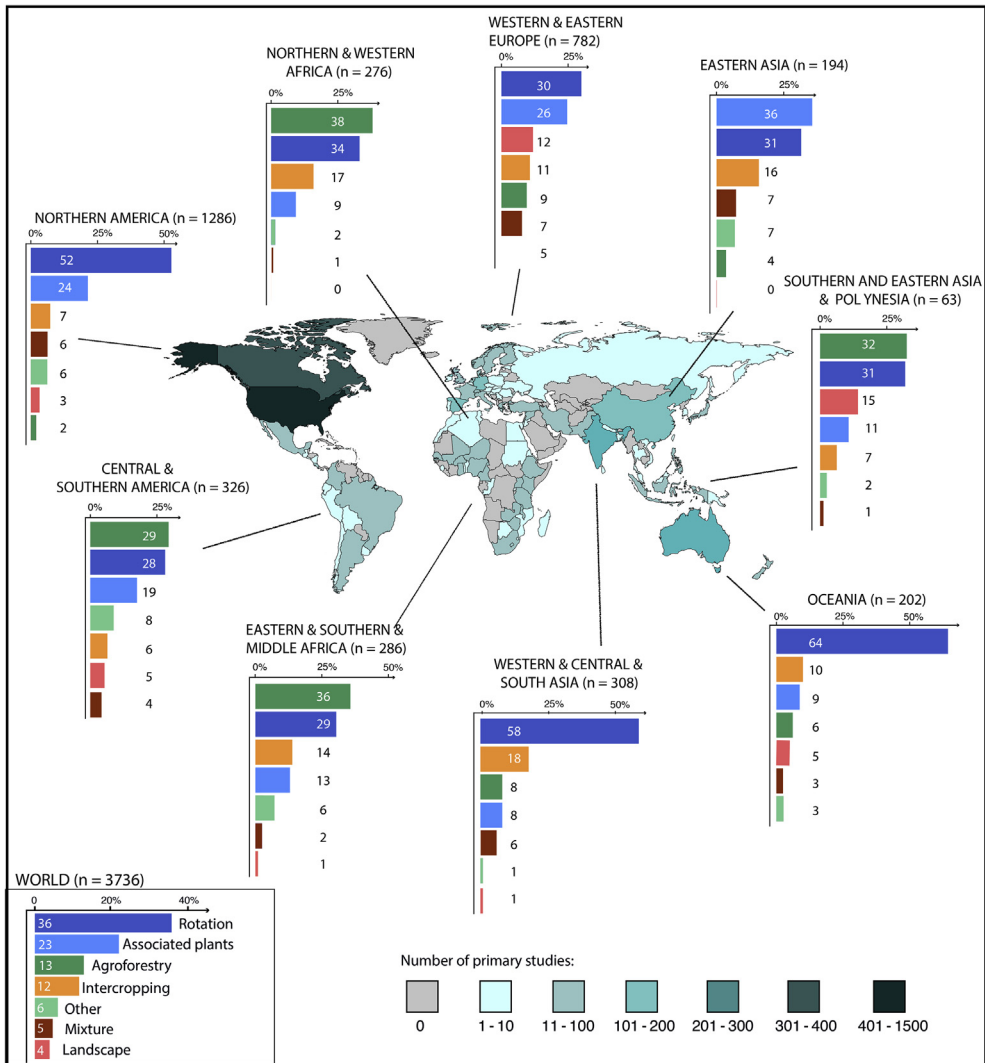 WESTERN & EASTERN
EUROPE (n = 782)
0% 25%
30
26
12
11
9
7
5
NORTHERN & WESTERN
AFRICA (n = 276)
0% 25%
38
34
17
9
2
1
0
EASTERN ASIA (n = 194)
0% 25%
36
31
16
7
7
4
0
NORTHERN AMERICA (n = 1286)
0% 25% 50%
52
24
7
6
6
3
2
SOUTHERN AND EASTERN ASIA
& POL YNESIA (n = 63)
0% 25%
32
31
15
11
7
2
1
CENTRAL &
SOUTHERN AMERICA (n = 326)
0% 25%
29
28
19
8
6
5
4
EASTERN & SOUTHERN &
MIDDLE AFRICA (n = 286)
0% 25% 50%
36
29
14
13
6
2
1
WESTERN & CENTRAL &
SOUTH ASIA (n = 308)
0% 25% 50%
58
18
8
8
6
1
1
OCEANIA (n = 202)
0% 25% 50%
64
10
9
6
5
3
3
WORLD (n = 3736)
0 20% 40%
36 Rotation
23 Associated plants
13 Agroforestry
12 Intercropping
6 Other
5 Mixture
4 Landscape
Number of primary studies:
0 1 - 10 11 - 100 101 - 200 201 - 300 301 - 400 401 - 1500